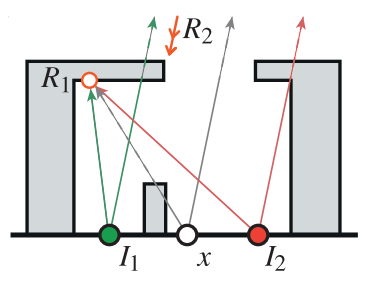 R₂
R₁
I₁ x I₂